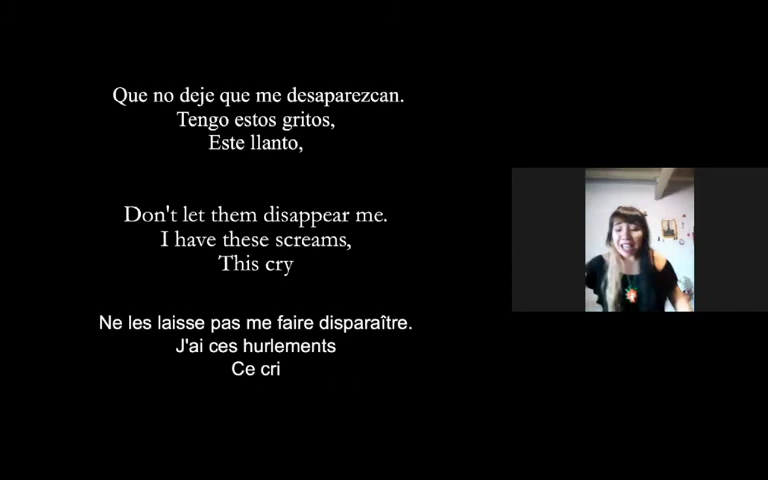 Que no deje que me desaparezcan.
Tengo estos gritos,
Este llanto,
Don't let them disappear me.
I have these screams,
This cry
Ne les laisse pas me faire disparaître.
J'ai ces hurlements
Ce cri